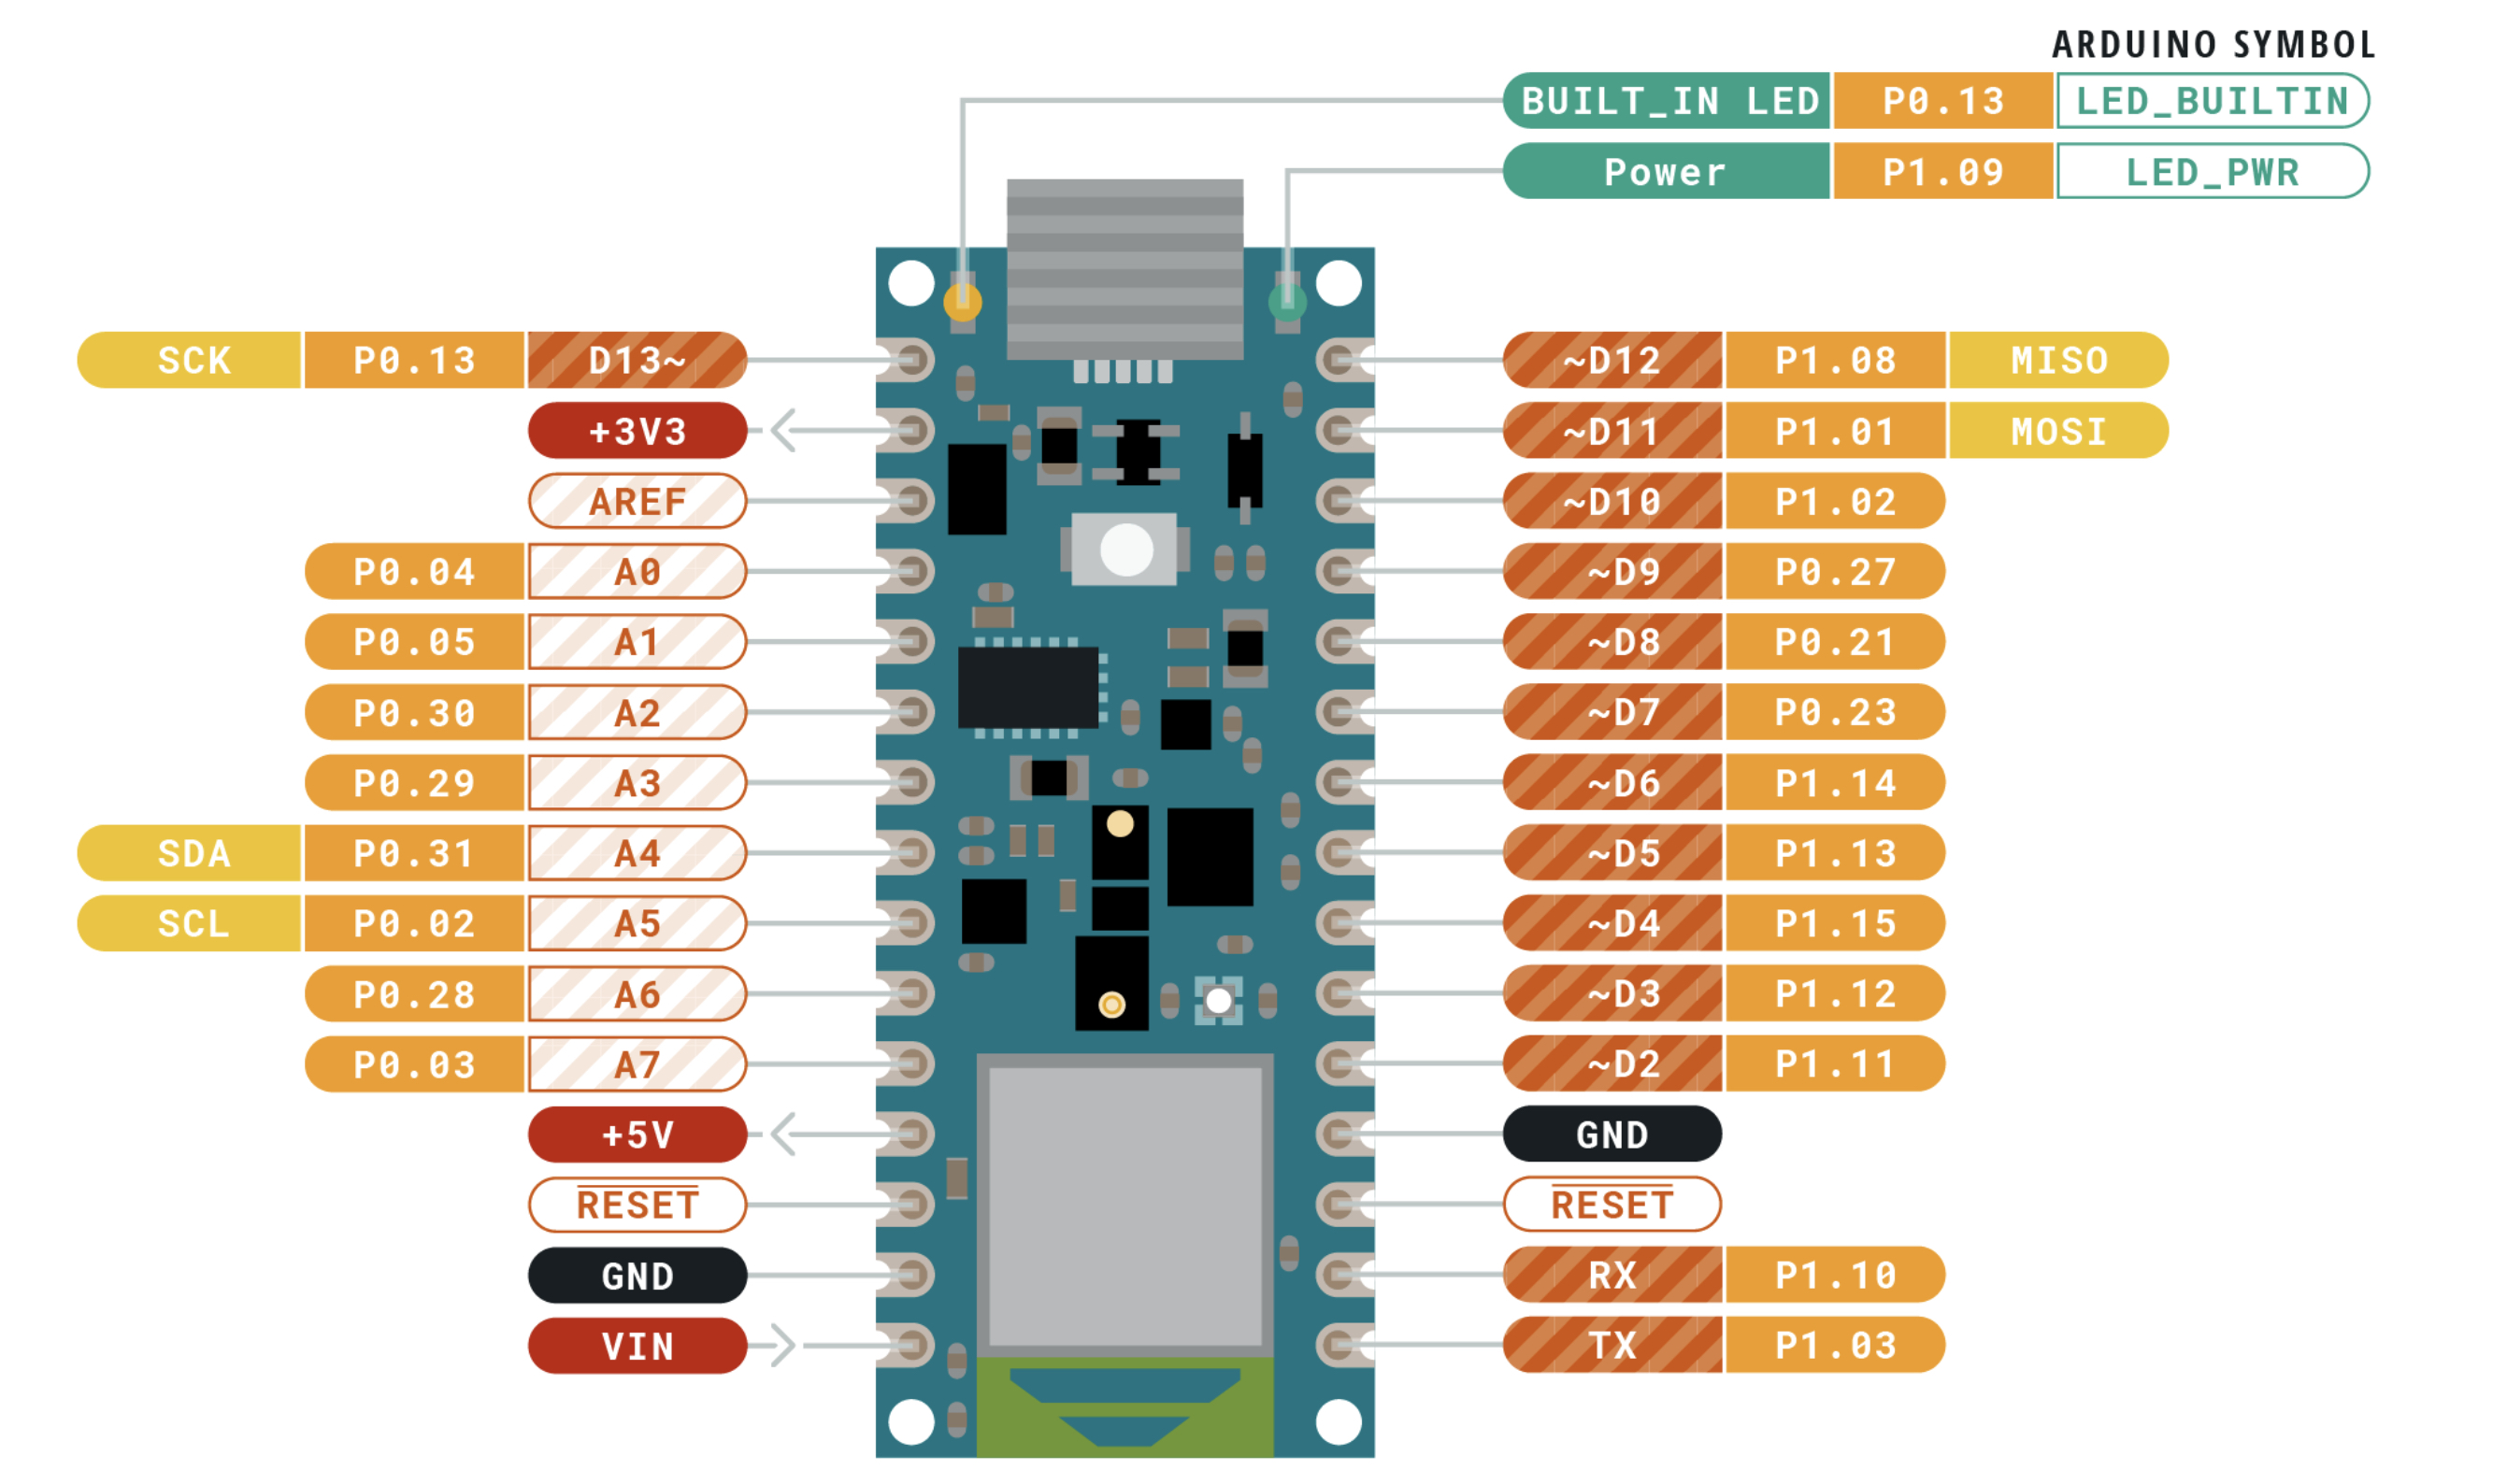 ARDUINO SYMBOL
BUILT_IN LED P0.13 LED_BUILTIN
Power P1.09 LED_PWR
SCK P0.13 D13~
+3V3
AREF
P0.04 A0
P0.05 A1
P0.30 A2
P0.29 A3
SDA P0.31 A4
SCL P0.02 A5
P0.28 A6
P0.03 A7
+5V
RESET
GND
VIN
~D12 P1.08 MISO
~D11 P1.01 MOSI
~D10 P1.02
~D9 P0.27
~D8 P0.21
~D7 P0.23
~D6 P1.14
~D5 P1.13
~D4 P1.15
~D3 P1.12
~D2 P1.11
GND
RESET
RX P1.10
TX P1.03